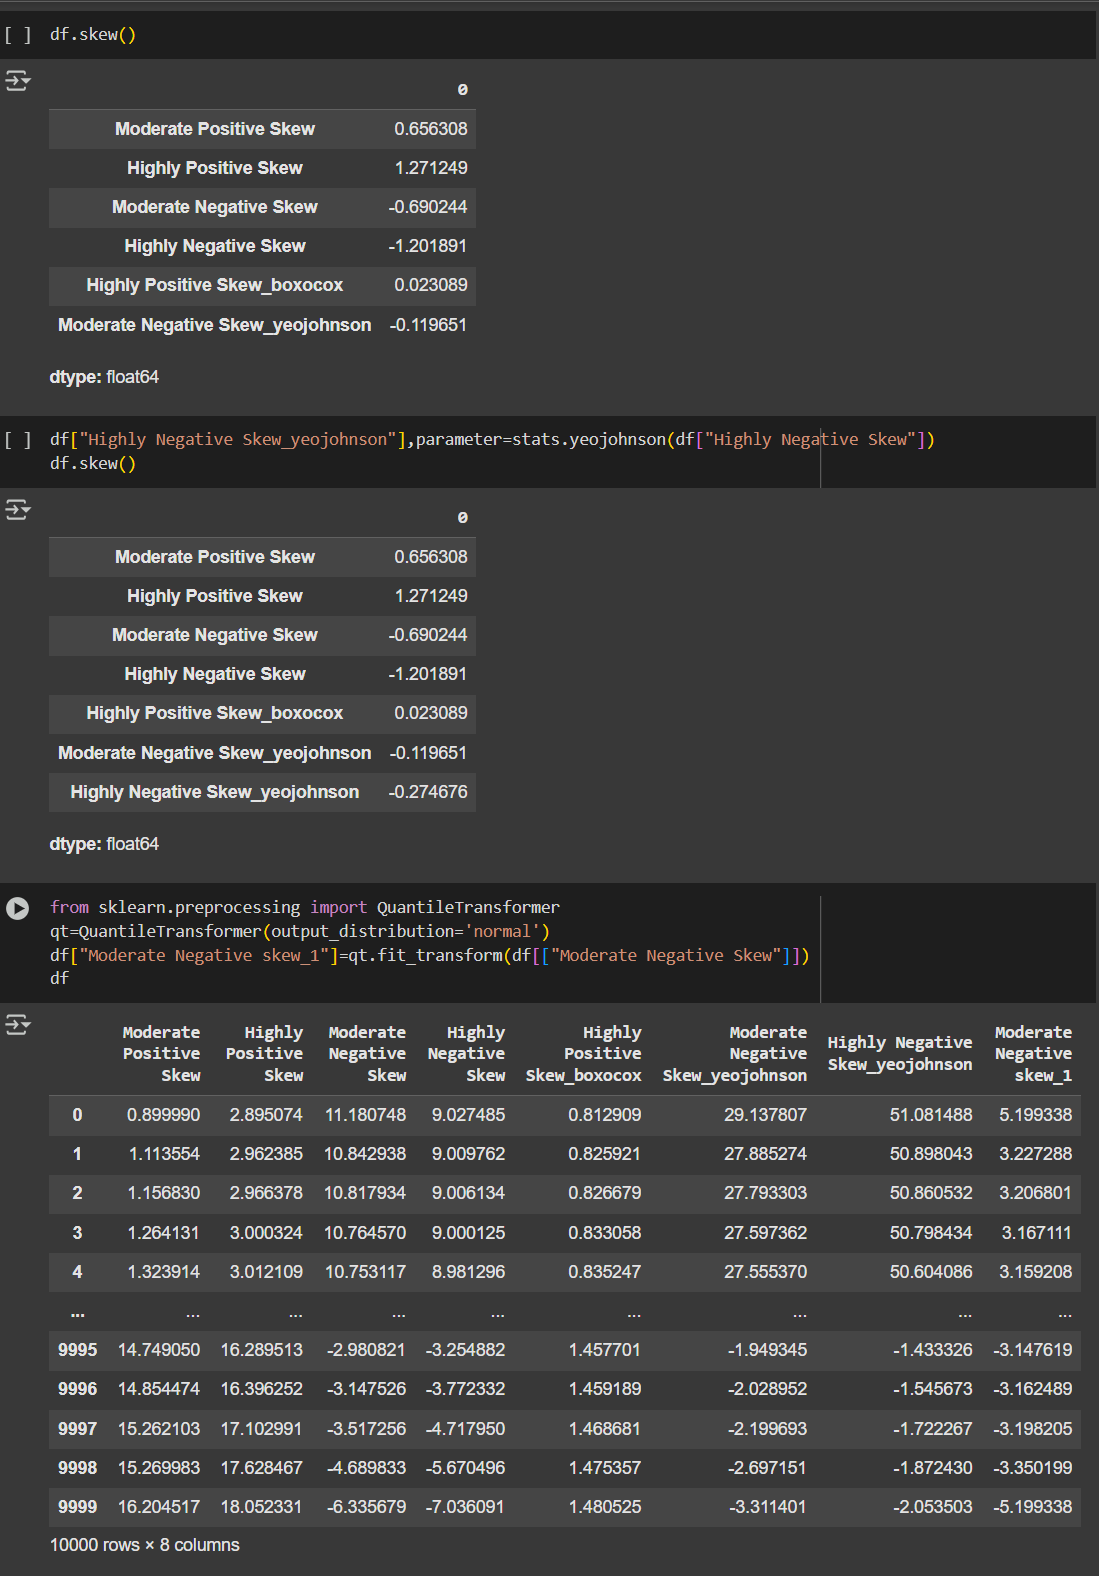 [ ] df.skew()
0
Moderate Positive Skew 0.656308
Highly Positive Skew 1.271249
Moderate Negative Skew -0.690244
Highly Negative Skew -1.201891
Highly Positive Skew_boxocox 0.023089
Moderate Negative Skew_yeojohnson -0.119651
dtype: float64
[ ] df["Highly Negative Skew_yeojohnson"],parameter=stats.yeojohnson(df["Highly Negative Skew"])
df.skew()
0
Moderate Positive Skew 0.656308
Highly Positive Skew 1.271249
Moderate Negative Skew -0.690244
Highly Negative Skew -1.201891
Highly Positive Skew_boxocox 0.023089
Moderate Negative Skew_yeojohnson -0.119651
Highly Negative Skew_yeojohnson -0.274676
dtype: float64
from sklearn.preprocessing import QuantileTransformer
qt=QuantileTransformer(output_distribution='normal')
df["Moderate Negative skew_1"]=qt.fit_transform(df[["Moderate Negative Skew"]])
df
Moderate Positive Skew Highly Positive Skew Moderate Negative Skew Highly Negative Skew Highly Positive Skew_boxocox Moderate Negative Skew_yeojohnson Highly Negative Skew_yeojohnson Moderate Negative skew_1
0 0.899990 2.895074 11.180748 9.027485 0.812909 29.137807 51.081488 5.199338
1 1.113554 2.962385 10.842938 9.009762 0.825921 27.885274 50.898043 3.227288
2 1.156830 2.966378 10.817934 9.006134 0.826679 27.793303 50.860532 3.206801
3 1.264131 3.000324 10.764570 9.000125 0.833058 27.597362 50.798434 3.167111
4 1.323914 3.012109 10.753117 8.981296 0.835247 27.555370 50.604086 3.159208
... ... ... ... ... ... ... ... ...
9995 14.749050 16.289513 -2.980821 -3.254882 1.457701 -1.949345 -1.433326 -3.147619
9996 14.854474 16.396252 -3.147526 -3.772332 1.459189 -2.028952 -1.545673 -3.162489
9997 15.262103 17.102991 -3.517256 -4.717950 1.468681 -2.199693 -1.722267 -3.198205
9998 15.269983 17.628467 -4.689833 -5.670496 1.475357 -2.697151 -1.872430 -3.350199
9999 16.204517 18.052331 -6.335679 -7.036091 1.480525 -3.311401 -2.053503 -5.199338
10000 rows × 8 columns